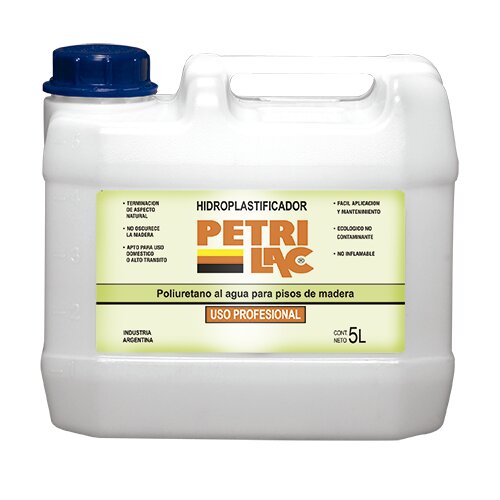 HIDROPLASTIFICADOR
PETRI
LAC®
• TERMINACION
DE ASPECTO
NATURAL
• NO OSCURECE
LA MADERA
• APTO PARA USO
DOMESTICO
O ALTO TRANSITO
• FACIL APLICACION
Y MANTENIMIENTO
• ECOLOGICO NO
CONTAMINANTE
• NO INFLAMABLE
Poliuretano al agua para pisos de madera
USO PROFESIONAL
INDUSTRIA
ARGENTINA
CONT.
NETO 5L